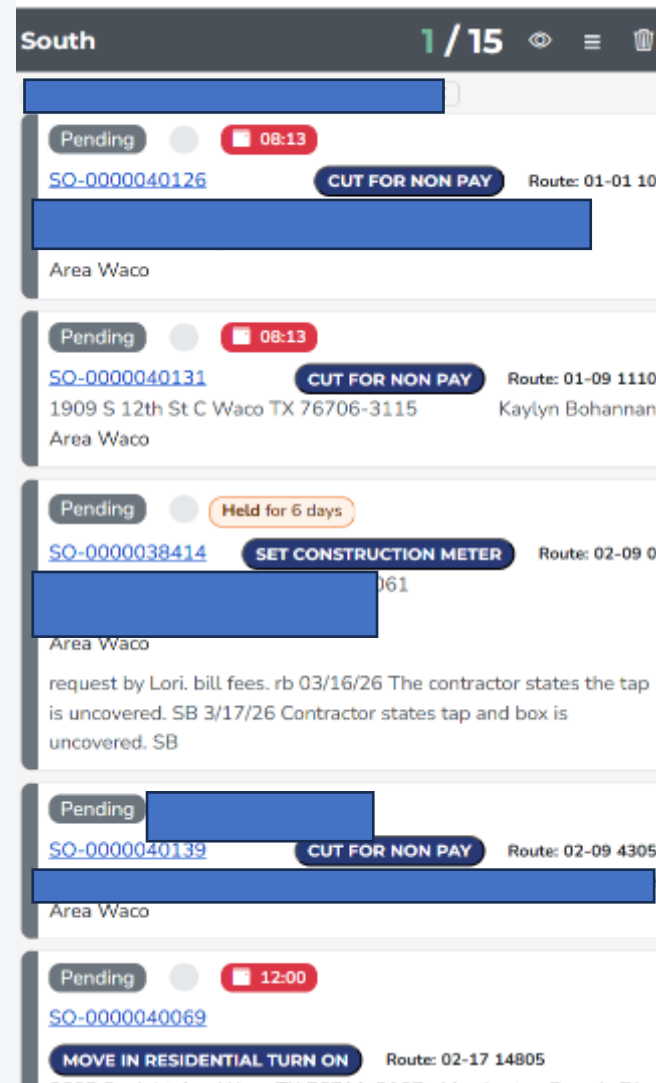 South 1 / 15
Pending 08:13
SO-0000040126 CUT FOR NON PAY Route: 01-01 10
Area Waco
Pending 08:13
SO-0000040131 CUT FOR NON PAY Route: 01-09 1110
1909 S 12th St C Waco TX 76706-3115 Kaylyn Bohannan
Area Waco
Pending Held for 6 days
SO-0000038414 SET CONSTRUCTION METER Route: 02-09 0
061
Area Waco
request by Lori. bill fees. rb 03/16/26 The contractor states the tap
is uncovered. SB 3/17/26 Contractor states tap and box is
uncovered. SB
Pending
SO-0000040139 CUT FOR NON PAY Route: 02-09 4305
Area Waco
Pending 12:00
SO-0000040069
MOVE IN RESIDENTIAL TURN ON Route: 02-17 14805